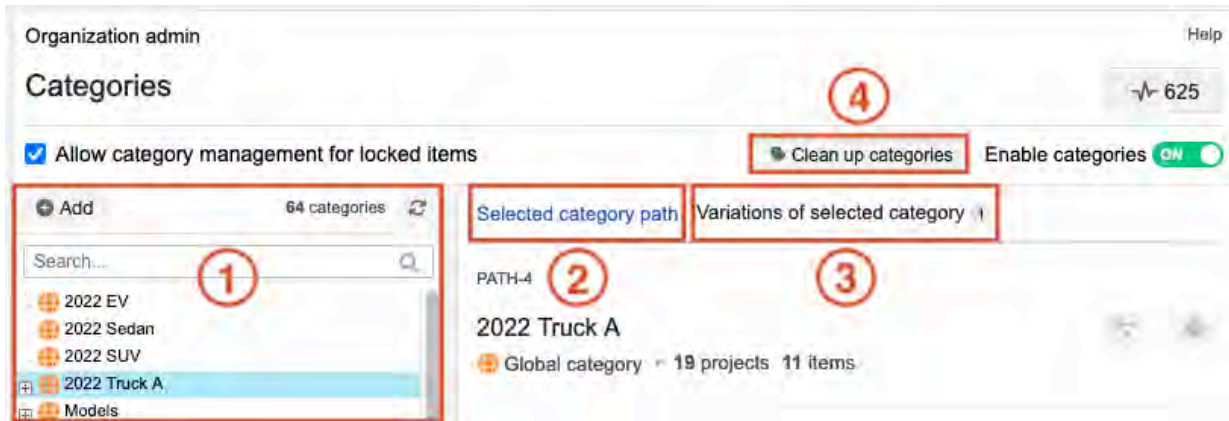 Organization admin
Help
Categories
4
625
Allow category management for locked items
Clean up categories
Enable categories ON
Add
64 categories
Selected category path
Variations of selected category
Search...
1
2
3
PATH-4
2022 EV
2022 Sedan
2022 SUV
2022 Truck A
Models
2022 Truck A
Global category
19 projects 11 items